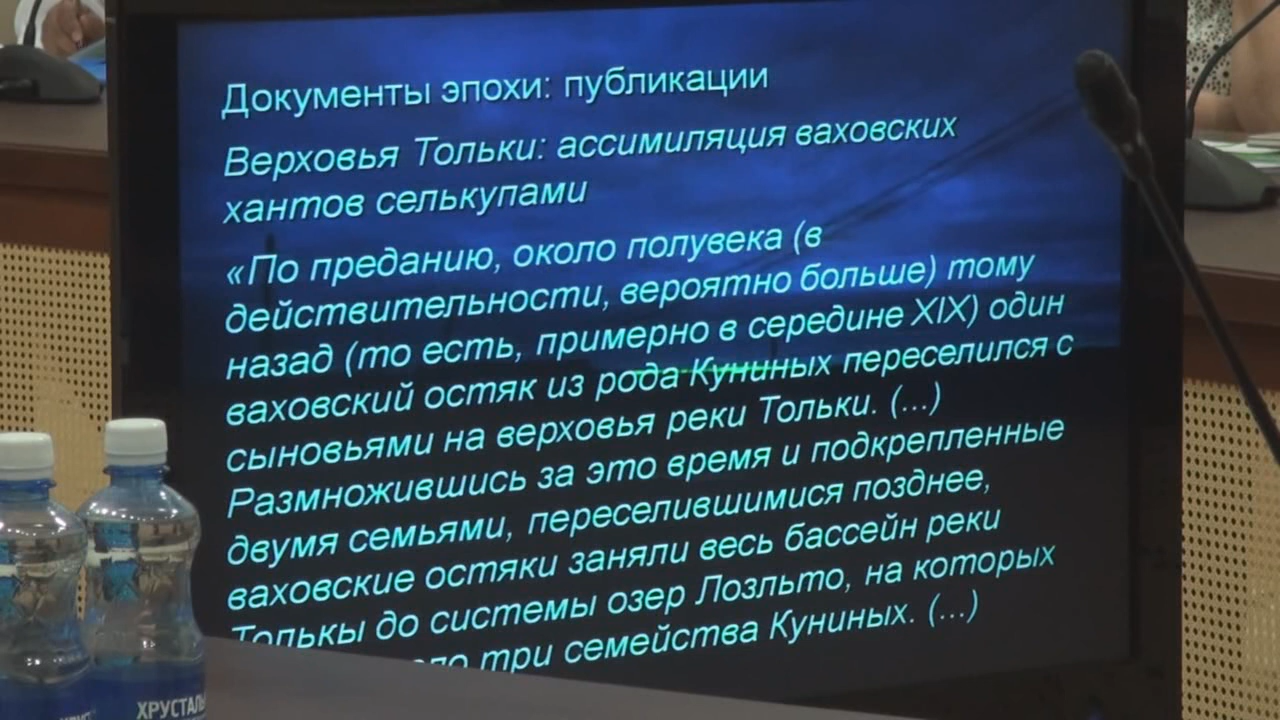 Документы эпохи: публикации
Верховья Тольки: ассимиляция ваховских
хантов селькупами
«По преданию, около полувека (в
действительности, вероятно больше) тому
назад (то есть, примерно в середине XIX) один
ваховский остяк из рода Куниных переселился с
сыновьями на верховья реки Тольки. (...)
Размножившись за это время и подкрепленные
двумя семьями, переселившимися позднее,
ваховские остяки заняли весь бассейн реки
Толькы до системы озер Лозльто, на которых
три семейства Куниных. (...)
ХРУСТАЛЬ